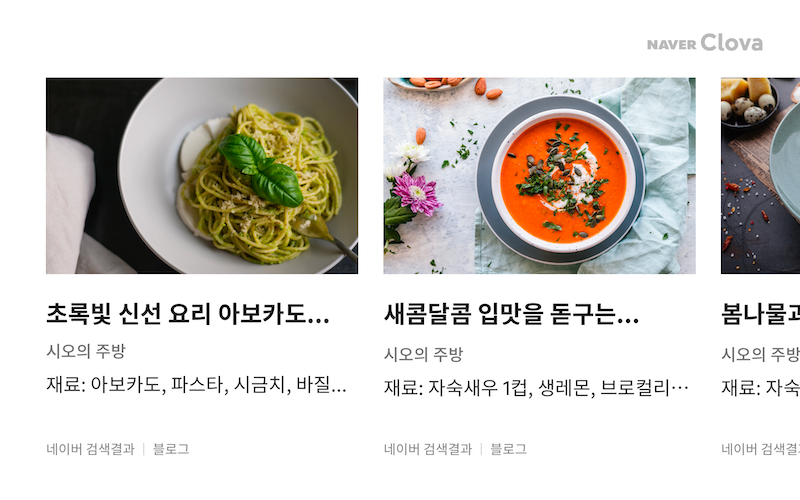 NAVER Clova
초록빛 신선 요리 아보카도...
시오의 주방
재료: 아보카도, 파스타, 시금치, 바질...
네이버 검색결과 | 블로그
새콤달콤 입맛을 돋구는...
시오의 주방
재료: 자숙새우 1컵, 생레몬, 브로컬리…
네이버 검색결과 | 블로그
봄나물
시오의 주방
재료: 자숙
네이버 검색결